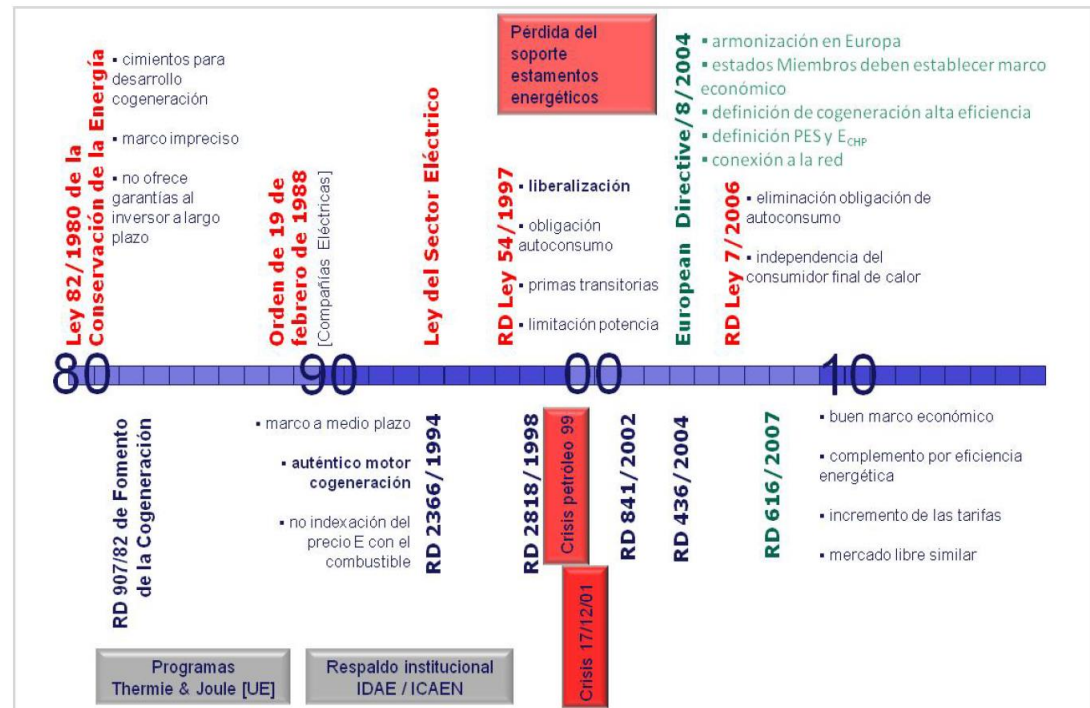 Ley 82/1980 de la
Conservación de la Energía
▪ cimientos para
desarrollo
cogeneración
▪ marco impreciso
▪ no ofrece
garantías al
inversor a largo
plazo
Orden de 19 de
febrero de 1988
[Compañías Eléctricas]
Ley del Sector Eléctrico
Pérdida del
soporte
estamentos
energéticos
RD Ley 54/1997
▪ liberalización
▪ obligación
autoconsumo
▪ primas transitorias
▪ limitación potencia
European Directive/8/2004
▪ armonización en Europa
▪ estados Miembros deben establecer marco
económico
▪ definición de cogeneración alta eficiencia
▪ definición PES y ECHP
▪ conexión a la red
RD Ley 7/2006
▪ eliminación obligación de
autoconsumo
▪ independencia del
consumidor final de calor
80
90
00
10
RD 907/82 de Fomento
de la Cogeneración
▪ marco a medio plazo
▪ auténtico motor
cogeneración
▪ no indexación del
precio E con el
combustible
RD 2366/1994
RD 2818/1998
Crisis petróleo 99
Crisis 17/12/01
RD 841/2002
RD 436/2004
RD 616/2007
▪ buen marco económico
▪ complemento por eficiencia
energética
▪ incremento de las tarifas
▪ mercado libre similar
Programas
Thermie & Joule [UE]
Respaldo institucional
IDAE / ICAEN